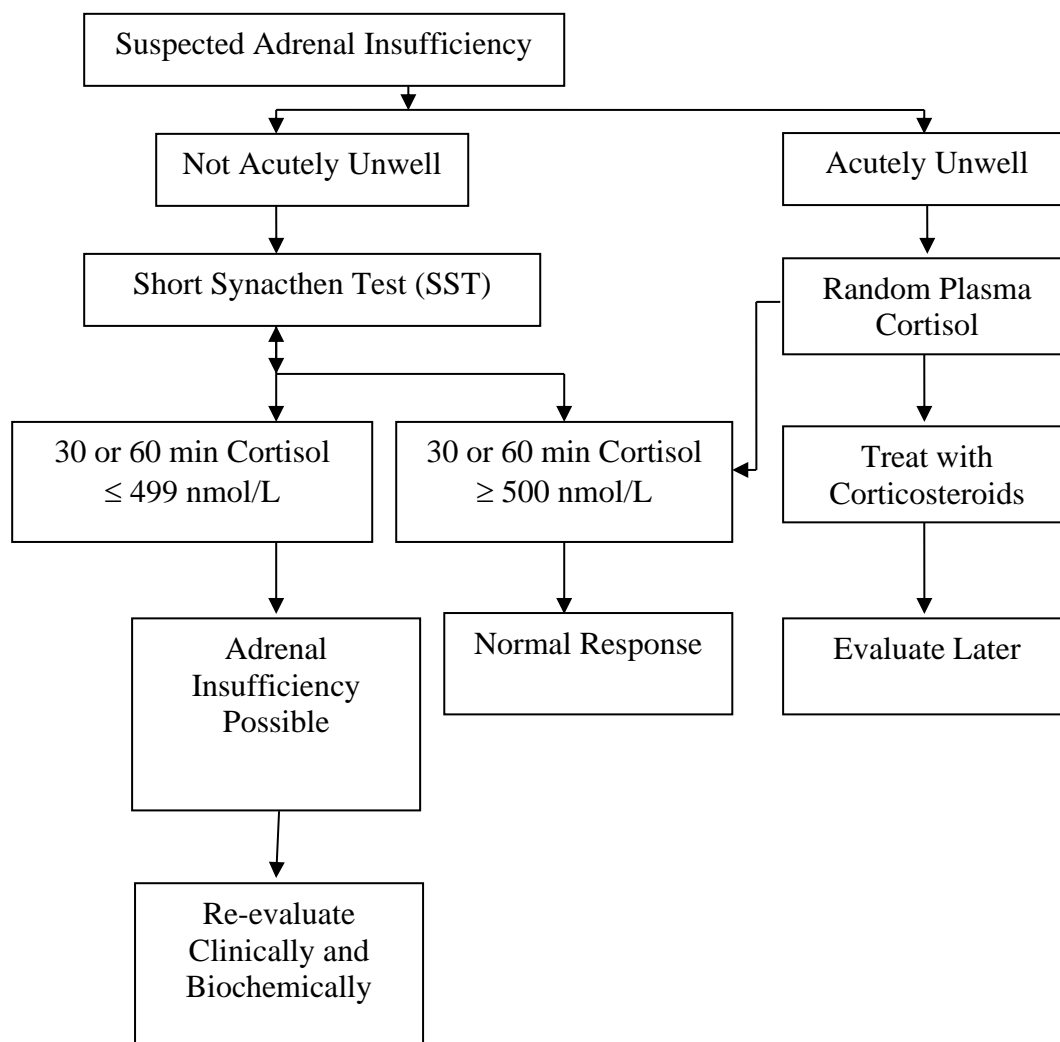 Suspected Adrenal Insufficiency
Not Acutely Unwell
Acutely Unwell
Short Synacthen Test (SST)
Random Plasma
Cortisol
30 or 60 min Cortisol
≤ 499 nmol/L
30 or 60 min Cortisol
≥ 500 nmol/L
Treat with
Corticosteroids
Adrenal
Insufficiency
Possible
Normal Response
Evaluate Later
Re-evaluate
Clinically and
Biochemically